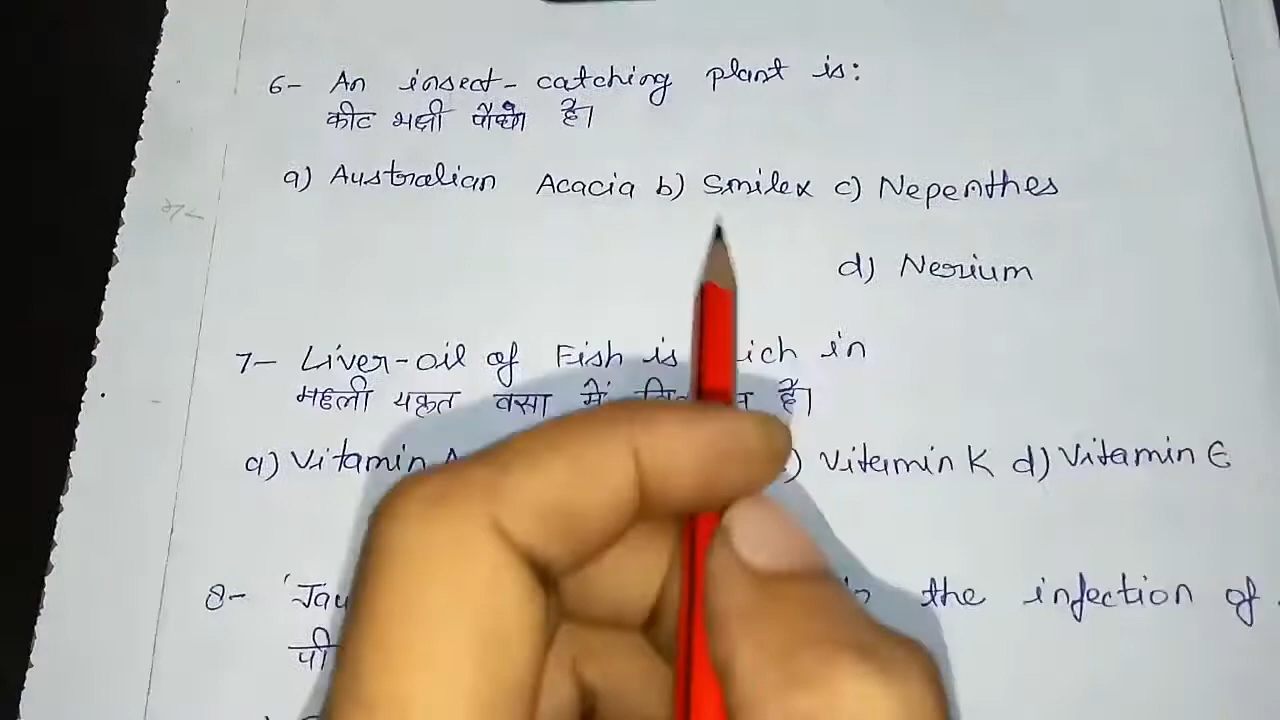 6- An insect-catching plant is:
कीट भक्षी पौधा है।
a) Australian Acacia b) Smilex c) Nepenthes
d) Nerium
7- Liver-oil of Fish is rich in
मछली यकृत वसा में है।
a) Vitamin A c) Vitamin K d) Vitamin E
8- the infection of